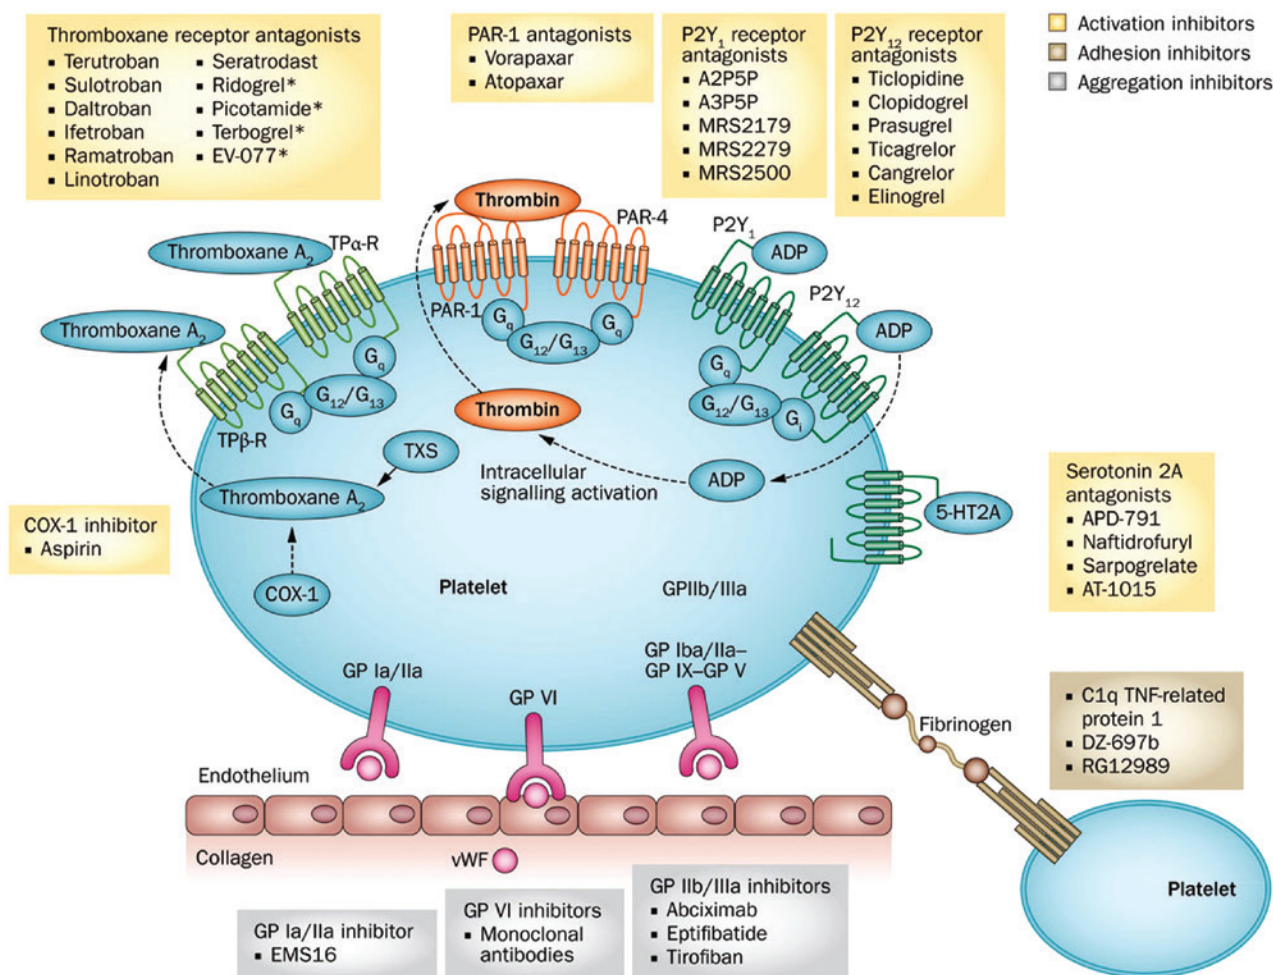 Thromboxane receptor antagonists
▪ Terutroban
▪ Sulotroban
▪ Daltroban
▪ Ifetroban
▪ Ramatroban
▪ Linotroban
▪ Seratrodast
▪ Ridogrel*
▪ Picotamide*
▪ Terbogrel*
▪ EV-077*
PAR-1 antagonists
▪ Vorapaxar
▪ Atopaxar
P2Y₁ receptor
antagonists
▪ A2P5P
▪ A3P5P
▪ MRS2179
▪ MRS2279
▪ MRS2500
P2Y₁₂ receptor
antagonists
▪ Ticlopidine
▪ Clopidogrel
▪ Prasugrel
▪ Ticagrelor
▪ Cangrelor
▪ Elinogrel
Activation inhibitors
Adhesion inhibitors
Aggregation inhibitors
Thrombin
PAR-4
PAR-1
Gq
G₁₂/G₁₃
Gq
Thromboxane A₂
TPα-R
Thromboxane A₂
TPβ-R
Gq
G₁₂/G₁₃
Gq
P2Y₁
ADP
P2Y₁₂
ADP
Gq
G₁₂/G₁₃
Gi
Thrombin
TXS
Intracellular
signalling activation
ADP
Thromboxane A₂
5-HT2A
COX-1 inhibitor
▪ Aspirin
COX-1
Platelet
GPIIb/IIIa
Serotonin 2A
antagonists
▪ APD-791
▪ Naftidrofuryl
▪ Sarpogrelate
▪ AT-1015
GP Ia/IIa
GP VI
GP Iba/IIa–
GP IX–GP V
Fibrinogen
▪ C1q TNF-related
protein 1
▪ DZ-697b
▪ RG12989
Endothelium
Collagen
vWF
Platelet
GP Ia/IIa inhibitor
▪ EMS16
GP VI inhibitors
▪ Monoclonal
antibodies
GP IIb/IIIa inhibitors
▪ Abciximab
▪ Eptifibatide
▪ Tirofiban